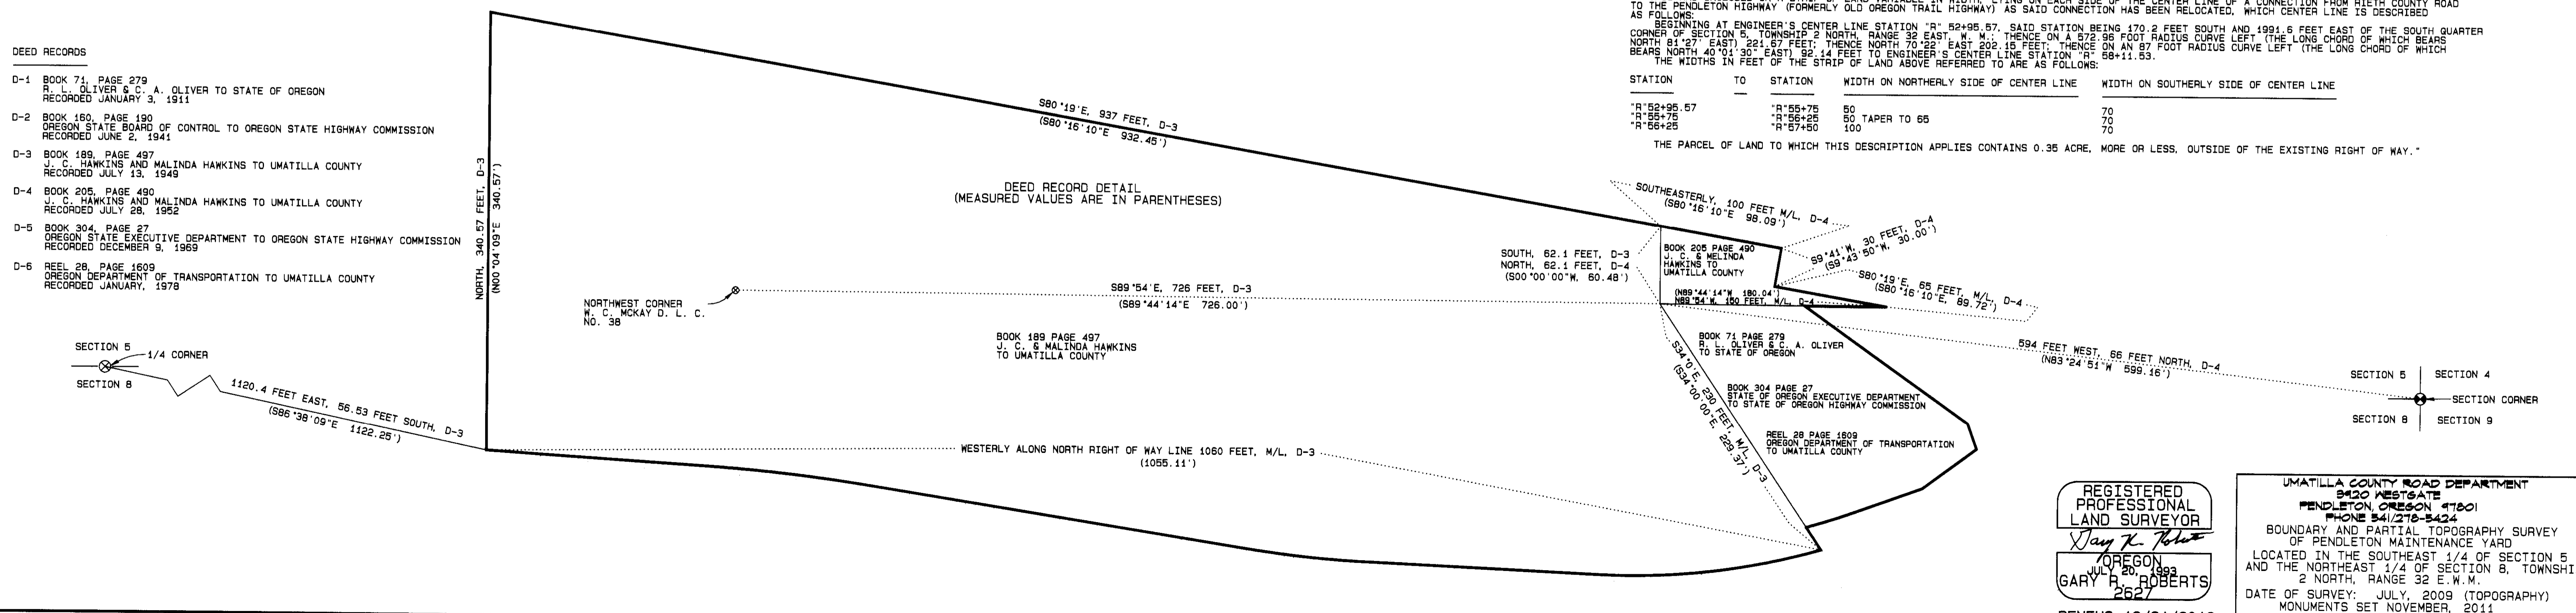 TO THE PENDLETON HIGHWAY (FORMERLY OLD OREGON TRAIL HIGHWAY) AS SAID CONNECTION HAS BEEN RELOCATED, WHICH CENTER LINE IS DESCRIBED
AS FOLLOWS:
BEGINNING AT ENGINEER'S CENTER LINE STATION "R" 52+95.57, SAID STATION BEING 170.2 FEET SOUTH AND 1991.6 FEET EAST OF THE SOUTH QUARTER
CORNER OF SECTION 5, TOWNSHIP 2 NORTH, RANGE 32 EAST, W. M.; THENCE ON A 572.96 FOOT RADIUS CURVE LEFT (THE LONG CHORD OF WHICH BEARS
NORTH 81°27' EAST) 221.67 FEET; THENCE NORTH 70°22' EAST 202.15 FEET; THENCE ON AN 87 FOOT RADIUS CURVE LEFT (THE LONG CHORD OF WHICH
BEARS NORTH 40°01'30" EAST) 92.14 FEET TO ENGINEER'S CENTER LINE STATION "R" 58+11.53.
THE WIDTHS IN FEET OF THE STRIP OF LAND ABOVE REFERRED TO ARE AS FOLLOWS:
STATION TO STATION WIDTH ON NORTHERLY SIDE OF CENTER LINE WIDTH ON SOUTHERLY SIDE OF CENTER LINE
"R"52+95.57 "R"55+75 50 70
"R"55+75 "R"56+25 50 TAPER TO 65 70
"R"56+25 "R"57+50 100 70
THE PARCEL OF LAND TO WHICH THIS DESCRIPTION APPLIES CONTAINS 0.35 ACRE, MORE OR LESS, OUTSIDE OF THE EXISTING RIGHT OF WAY."
DEED RECORDS
D-1 BOOK 71, PAGE 279
R. L. OLIVER & C. A. OLIVER TO STATE OF OREGON
RECORDED JANUARY 3, 1911
D-2 BOOK 160, PAGE 190
OREGON STATE BOARD OF CONTROL TO OREGON STATE HIGHWAY COMMISSION
RECORDED JUNE 2, 1941
D-3 BOOK 189, PAGE 497
J. C. HAWKINS AND MALINDA HAWKINS TO UMATILLA COUNTY
RECORDED JULY 13, 1949
D-4 BOOK 205, PAGE 490
J. C. HAWKINS AND MALINDA HAWKINS TO UMATILLA COUNTY
RECORDED JULY 28, 1952
D-5 BOOK 304, PAGE 27
OREGON STATE EXECUTIVE DEPARTMENT TO OREGON STATE HIGHWAY COMMISSION
RECORDED DECEMBER 9, 1969
D-6 REEL 28, PAGE 1609
OREGON DEPARTMENT OF TRANSPORTATION TO UMATILLA COUNTY
RECORDED JANUARY, 1978
NORTH, 340.57 FEET, D-3
(N00°04'09"E 340.57')
S80°19'E, 937 FEET, D-3
(S80°16'10"E 932.45')
DEED RECORD DETAIL
(MEASURED VALUES ARE IN PARENTHESES)
SOUTHEASTERLY, 100 FEET M/L, D-4
(S80°16'10"E 98.09')
S9°41'W, 30 FEET, D-4
(S9°43'50"W, 30.00')
S80°19'E, 65 FEET, M/L, D-4
(S80°16'10"E, 89.72')
SOUTH, 62.1 FEET, D-3
NORTH, 62.1 FEET, D-4
(S00°00'00"W, 60.48')
BOOK 205 PAGE 490
J. C. & MELINDA
HAWKINS TO
UMATILLA COUNTY
(N89°44'14"W 180.04')
N89°54'W, 150 FEET, M/L, D-4
NORTHWEST CORNER
W. C. MCKAY D. L. C.
NO. 38
S89°54'E, 726 FEET, D-3
(S89°44'14"E 726.00')
BOOK 189 PAGE 497
J. C. & MALINDA HAWKINS
TO UMATILLA COUNTY
BOOK 71 PAGE 279
R. L. OLIVER & C. A. OLIVER
TO STATE OF OREGON
BOOK 304 PAGE 27
STATE OF OREGON EXECUTIVE DEPARTMENT
TO STATE OF OREGON HIGHWAY COMMISSION
REEL 28 PAGE 1609
OREGON DEPARTMENT OF TRANSPORTATION
TO UMATILLA COUNTY
S34°0'E, 230 FEET, M/L, D-3
(S34°00'00"E, 229.37')
594 FEET WEST, 66 FEET NORTH, D-4
(N83°24'51"W 599.16')
SECTION 5 SECTION 4
SECTION CORNER
SECTION 8 SECTION 9
SECTION 5
1/4 CORNER
SECTION 8
1120.4 FEET EAST, 56.53 FEET SOUTH, D-3
(S86°38'09"E 1122.25')
WESTERLY ALONG NORTH RIGHT OF WAY LINE 1060 FEET, M/L, D-3
(1055.11')
REGISTERED
PROFESSIONAL
LAND SURVEYOR
OREGON
JULY 20, 1993
GARY R. ROBERTS
2627
UMATILLA COUNTY ROAD DEPARTMENT
3920 WESTGATE
PENDLETON, OREGON 97801
PHONE 541/278-5424
BOUNDARY AND PARTIAL TOPOGRAPHY SURVEY
OF PENDLETON MAINTENANCE YARD
LOCATED IN THE SOUTHEAST 1/4 OF SECTION 5
AND THE NORTHEAST 1/4 OF SECTION 8, TOWNSHI
2 NORTH, RANGE 32 E.W.M.
DATE OF SURVEY: JULY, 2009 (TOPOGRAPHY)
MONUMENTS SET NOVEMBER, 2011